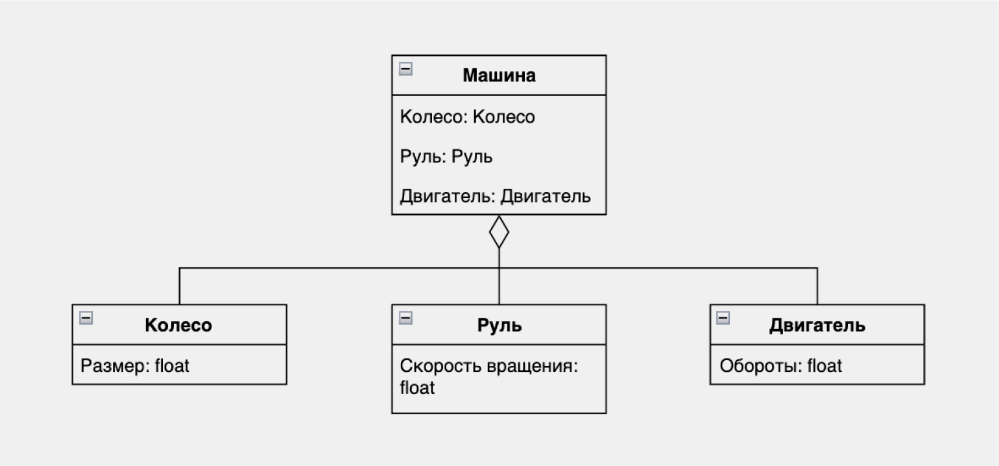 Машина
Колесо: Колесо
Руль: Руль
Двигатель: Двигатель
Колесо
Размер: float
Руль
Скорость вращения:
float
Двигатель
Обороты: float